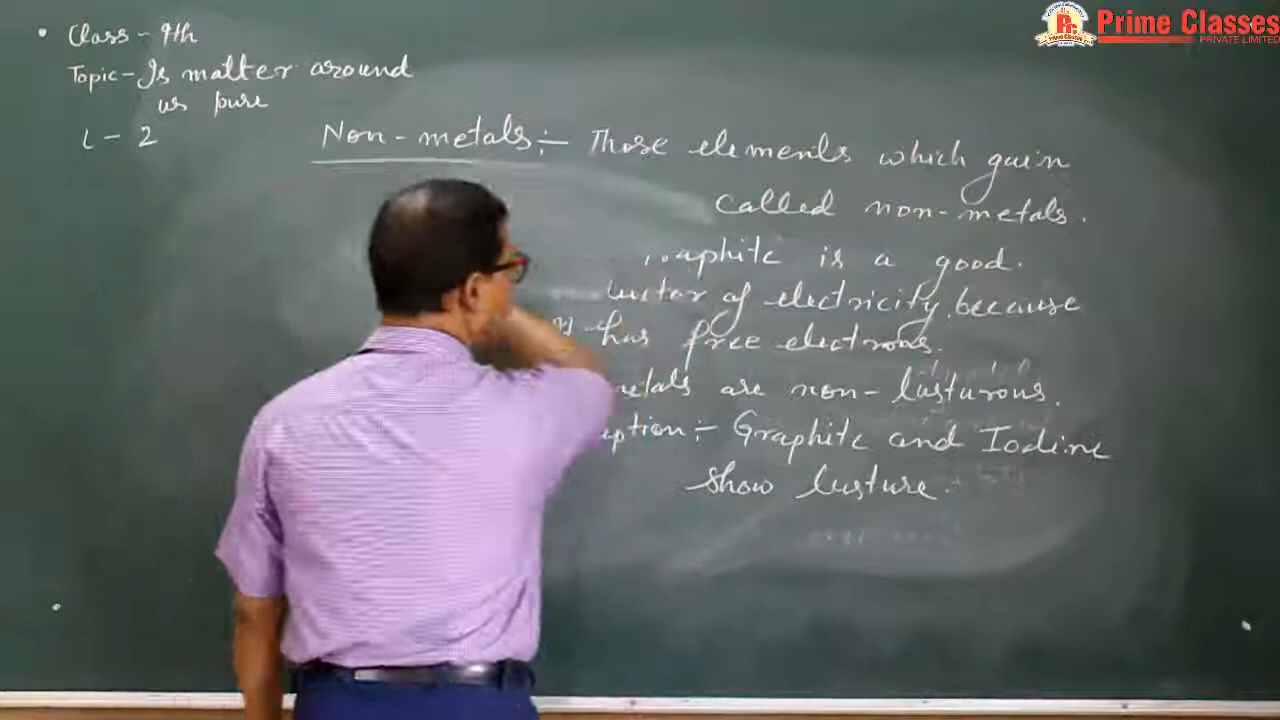 Class - 9th
Topic - Is matter around
us pure
L - 2
Prime Classes
PRIVATE LIMITED
Non-metals :- Those elements which gain
called non-metals.
raphite is a good.
of electricity, because
has free electrons.
etals are non-lusturous.
eption :- Graphite and Iodine
show lusture.